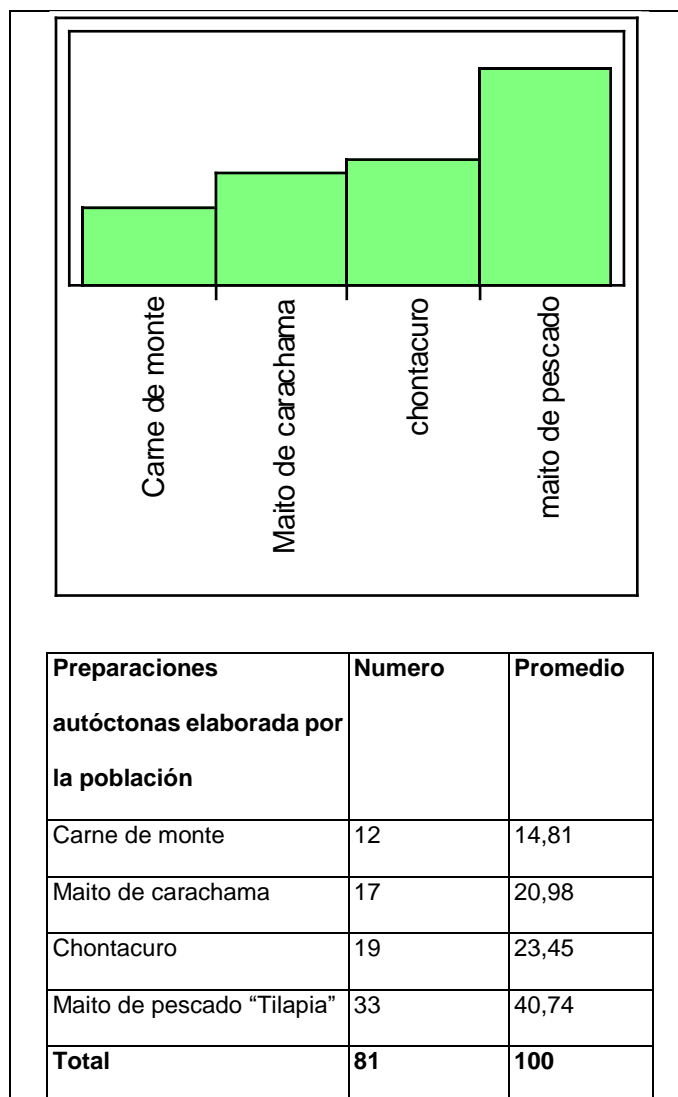 Carne de monte
Maito de carachama
chontacuro
maito de pescado
Preparaciones autóctonas elaborada por la población Numero Promedio
Carne de monte 12 14,81
Maito de carachama 17 20,98
Chontacuro 19 23,45
Maito de pescado “Tilapia” 33 40,74
Total 81 100